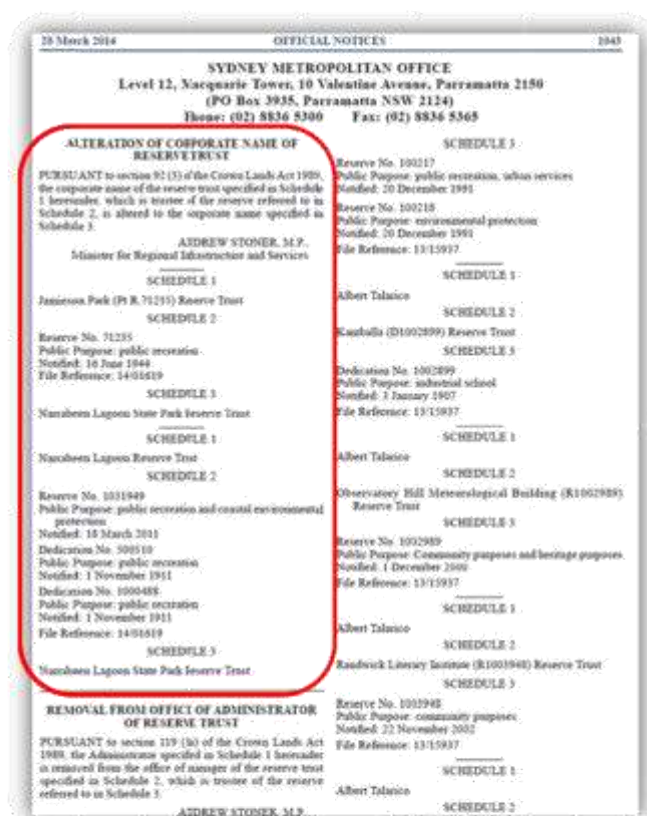 28 March 2014 OFFICIAL NOTICES 1043
SYDNEY METROPOLITAN OFFICE
Level 12, Macquarie Tower, 10 Valentine Avenue, Parramatta 2150
(PO Box 3935, Parramatta NSW 2124)
Phone: (02) 8836 5300 Fax: (02) 8836 5365
ALTERATION OF CORPORATE NAME OF
RESERVE TRUST
PURSUANT to section 92 (3) of the Crown Lands Act 1989,
the corporate name of the reserve trust specified in Schedule
1 hereunder, which is trustee of the reserve referred to in
Schedule 2, is altered to the corporate name specified in
Schedule 3.
ANDREW STONER, M.P.,
Minister for Regional Infrastructure and Services
SCHEDULE 1
Jamieson Park (Pt R.71255) Reserve Trust
SCHEDULE 2
Reserve No. 71255
Public Purpose: public recreation
Notified: 16 June 1944
File Reference: 14/01619
SCHEDULE 3
Narrabeen Lagoon State Park Reserve Trust
SCHEDULE 1
Narrabeen Lagoon Reserve Trust
SCHEDULE 2
Reserve No. 1031949
Public Purpose: public recreation and coastal environmental
protection
Notified: 18 March 2011
Dedication No. 500510
Public Purpose: public recreation
Notified: 1 November 1911
Dedication No. 1000488
Public Purpose: public recreation
Notified: 1 November 1911
File Reference: 14/01619
SCHEDULE 3
Narrabeen Lagoon State Park Reserve Trust
REMOVAL FROM OFFICE OF ADMINISTRATOR
OF RESERVE TRUST
PURSUANT to section 119 (b) of the Crown Lands Act
1989, the Administrator specified in Schedule 1 hereunder
is removed from the office of manager of the reserve trust
specified in Schedule 2, which is trustee of the reserve
referred to in Schedule 3.
ANDREW STONER, M.P.
SCHEDULE 3
Reserve No. 100217
Public Purpose: public recreation, urban services
Notified: 20 December 1991
Reserve No. 100218
Public Purpose: environmental protection
Notified: 20 December 1991
File Reference: 13/15937
SCHEDULE 1
Albert Talarico
SCHEDULE 2
Kamballa (D1002899) Reserve Trust
SCHEDULE 3
Dedication No. 1002899
Public Purpose: industrial school
Notified: 3 January 1907
File Reference: 13/15937
SCHEDULE 1
Albert Talarico
SCHEDULE 2
Observatory Hill Meteorological Building (R1002989)
Reserve Trust
SCHEDULE 3
Reserve No. 1002989
Public Purpose: Community purposes and heritage purposes
Notified: 1 December 2000
File Reference: 13/15937
SCHEDULE 1
Albert Talarico
SCHEDULE 2
Randwick Literary Institute (R1003948) Reserve Trust
SCHEDULE 3
Reserve No. 1003948
Public Purpose: community purposes
Notified: 22 November 2002
File Reference: 13/15937
SCHEDULE 1
Albert Talarico
SCHEDULE 2